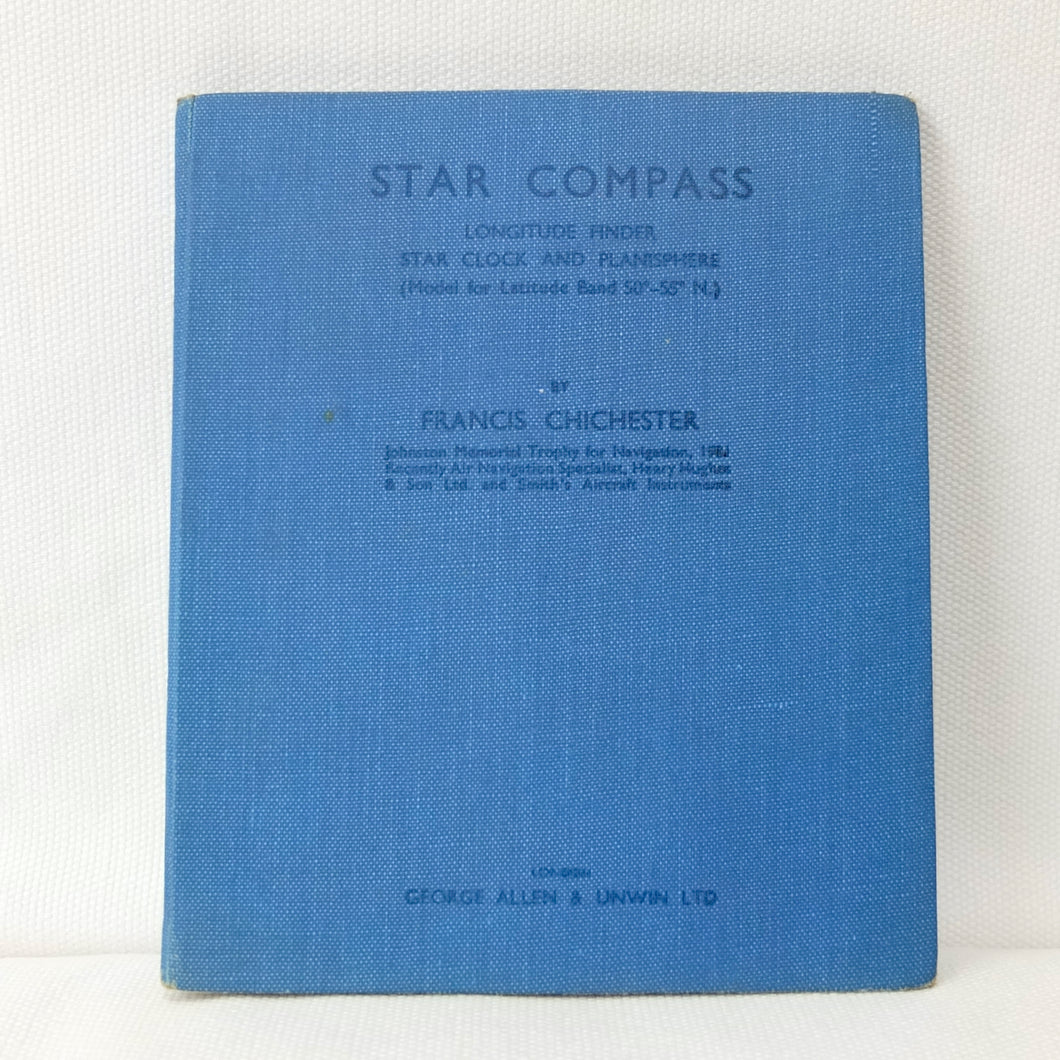 STAR COMPASS
LONGITUDE FINDER
STAR CLOCK AND PLANISPHERE
(Model for Latitude Band 50°–55° N.)
BY
FRANCIS CHICHESTER
Johnston Memorial Trophy for Navigation,
Recently Air Navigation Specialist, Henry Hughes
& Son Ltd. and Smith's Aircraft Instruments
LONDON
GEORGE ALLEN & UNWIN LTD